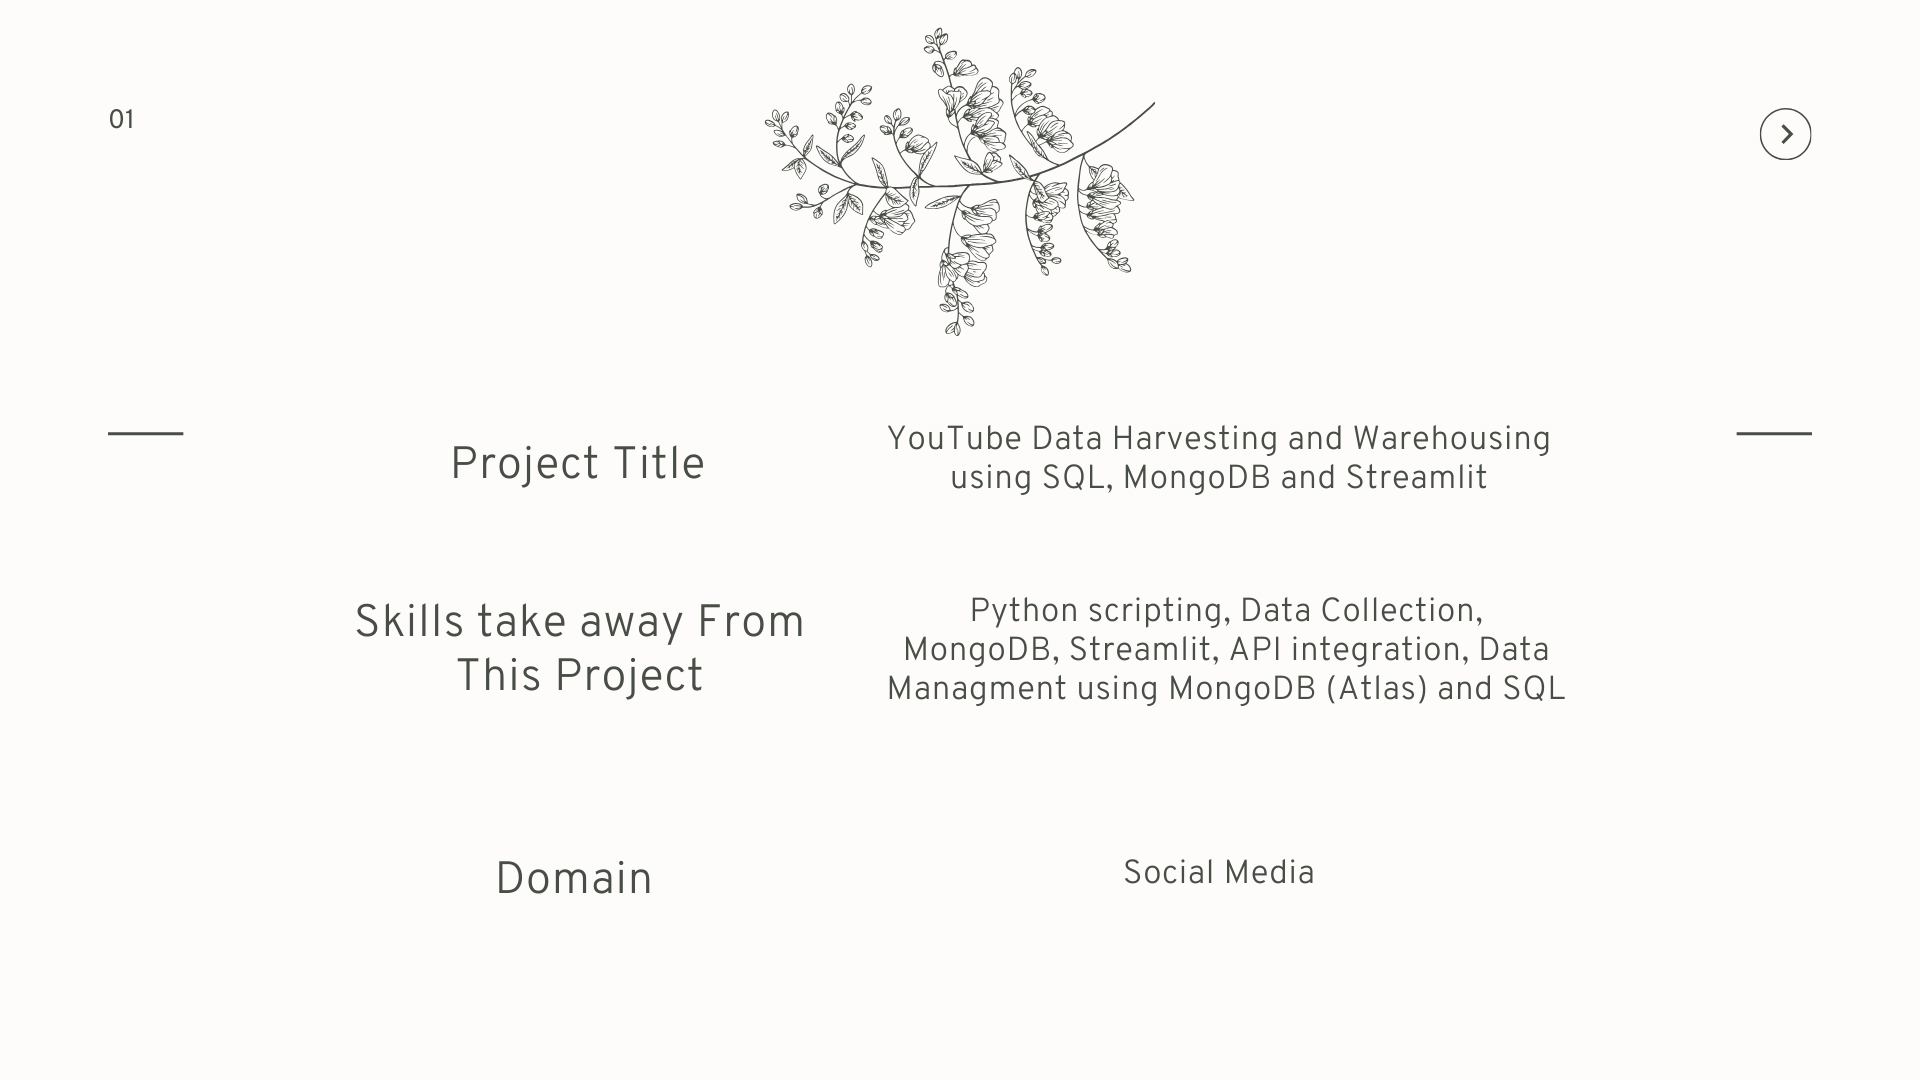 01
Project Title
YouTube Data Harvesting and Warehousing
using SQL, MongoDB and Streamlit
Skills take away From
This Project
Python scripting, Data Collection,
MongoDB, Streamlit, API integration, Data
Managment using MongoDB (Atlas) and SQL
Domain
Social Media